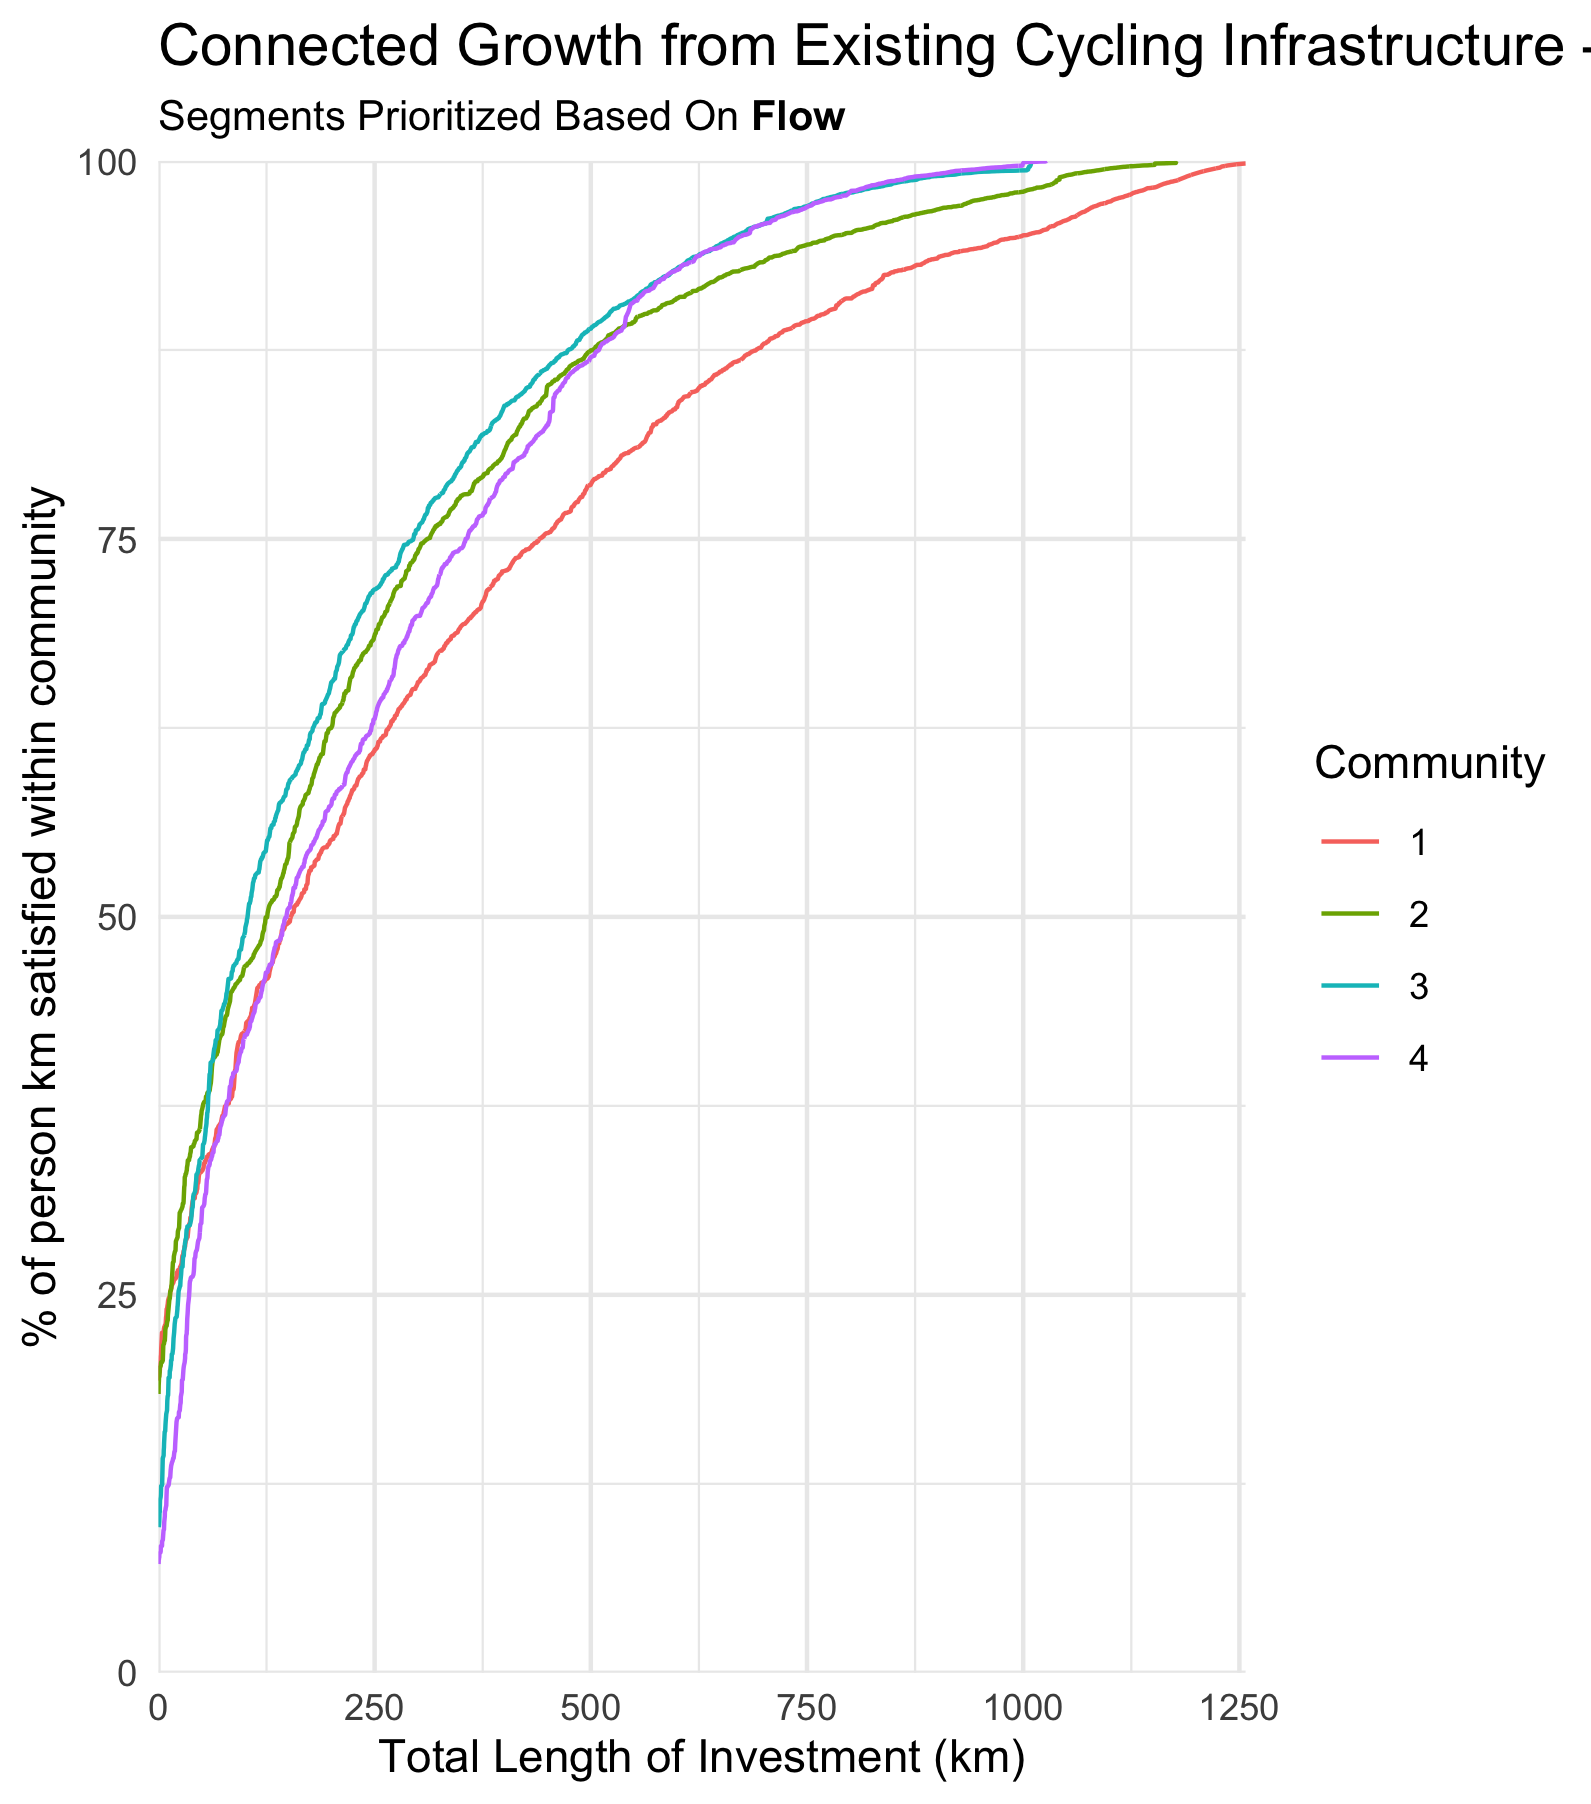 Connected Growth from Existing Cycling Infrastructure -
Segments Prioritized Based On Flow
% of person km satisfied within community
100
75
50
25
0
0 250 500 750 1000 1250
Total Length of Investment (km)
Community
1
2
3
4